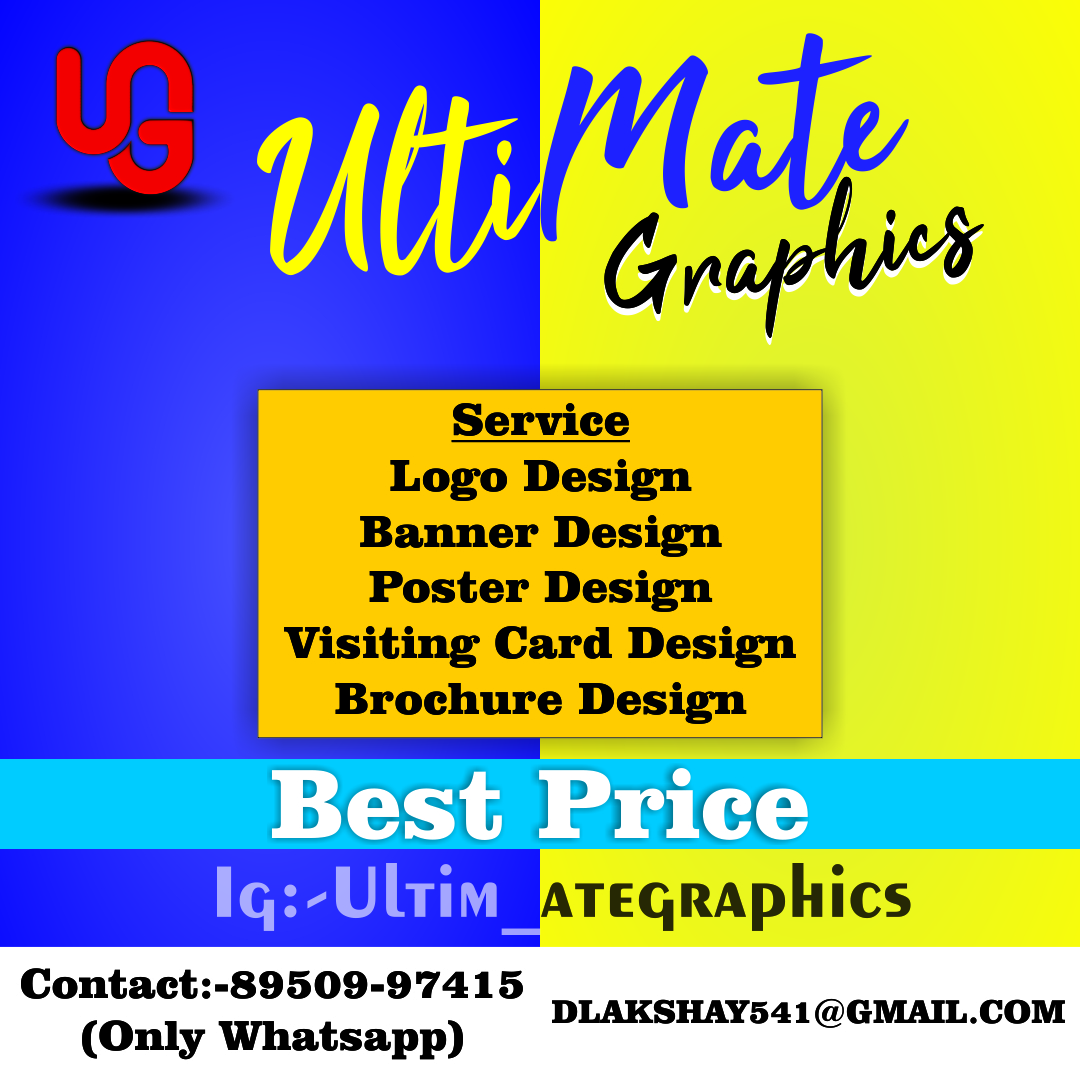 UG
UltiMate
Graphics
Service
Logo Design
Banner Design
Poster Design
Visiting Card Design
Brochure Design
Best Price
Ig:-Ultim_ategraphics
Contact:-89509-97415
(Only Whatsapp)
DLAKSHAY541@GMAIL.COM